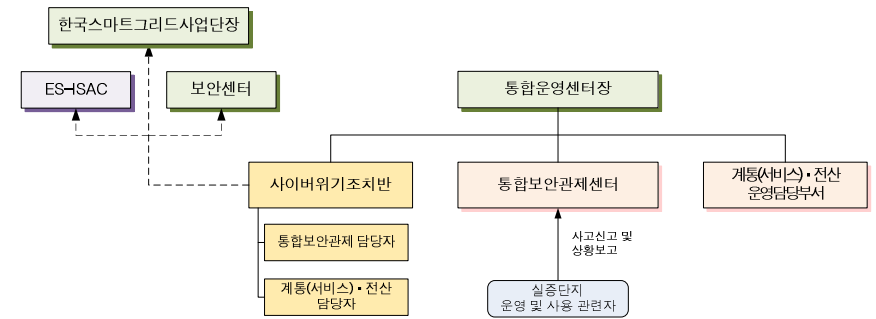 한국스마트그리드사업단장
ES-ISAC
보안센터
통합운영센터장
사이버위기조치반
통합보안관제센터
계통(서비스)▪전산
운영담당부서
통합보안관제 담당자
사고신고 및
상황보고
계통(서비스)▪전산
담당자
실증단지
운영 및 사용 관련자